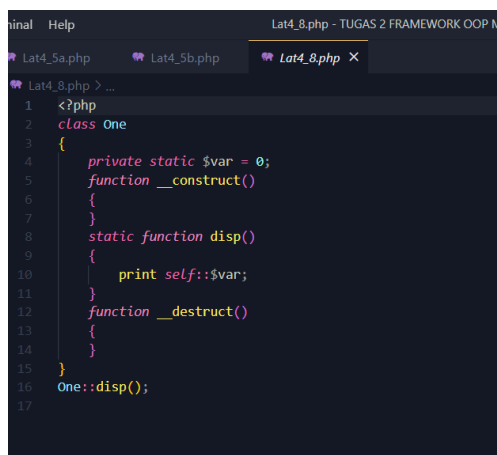 minal Help Lat4_8.php - TUGAS 2 FRAMEWORK OOP M
Lat4_5a.php Lat4_5b.php Lat4_8.php ×
Lat4_8.php > ...
1 <?php
2 class One
3 {
4 private static $var = 0;
5 function __construct()
6 {
7 }
8 static function disp()
9 {
10 print self::$var;
11 }
12 function __destruct()
13 {
14 }
15 }
16 One::disp();
17